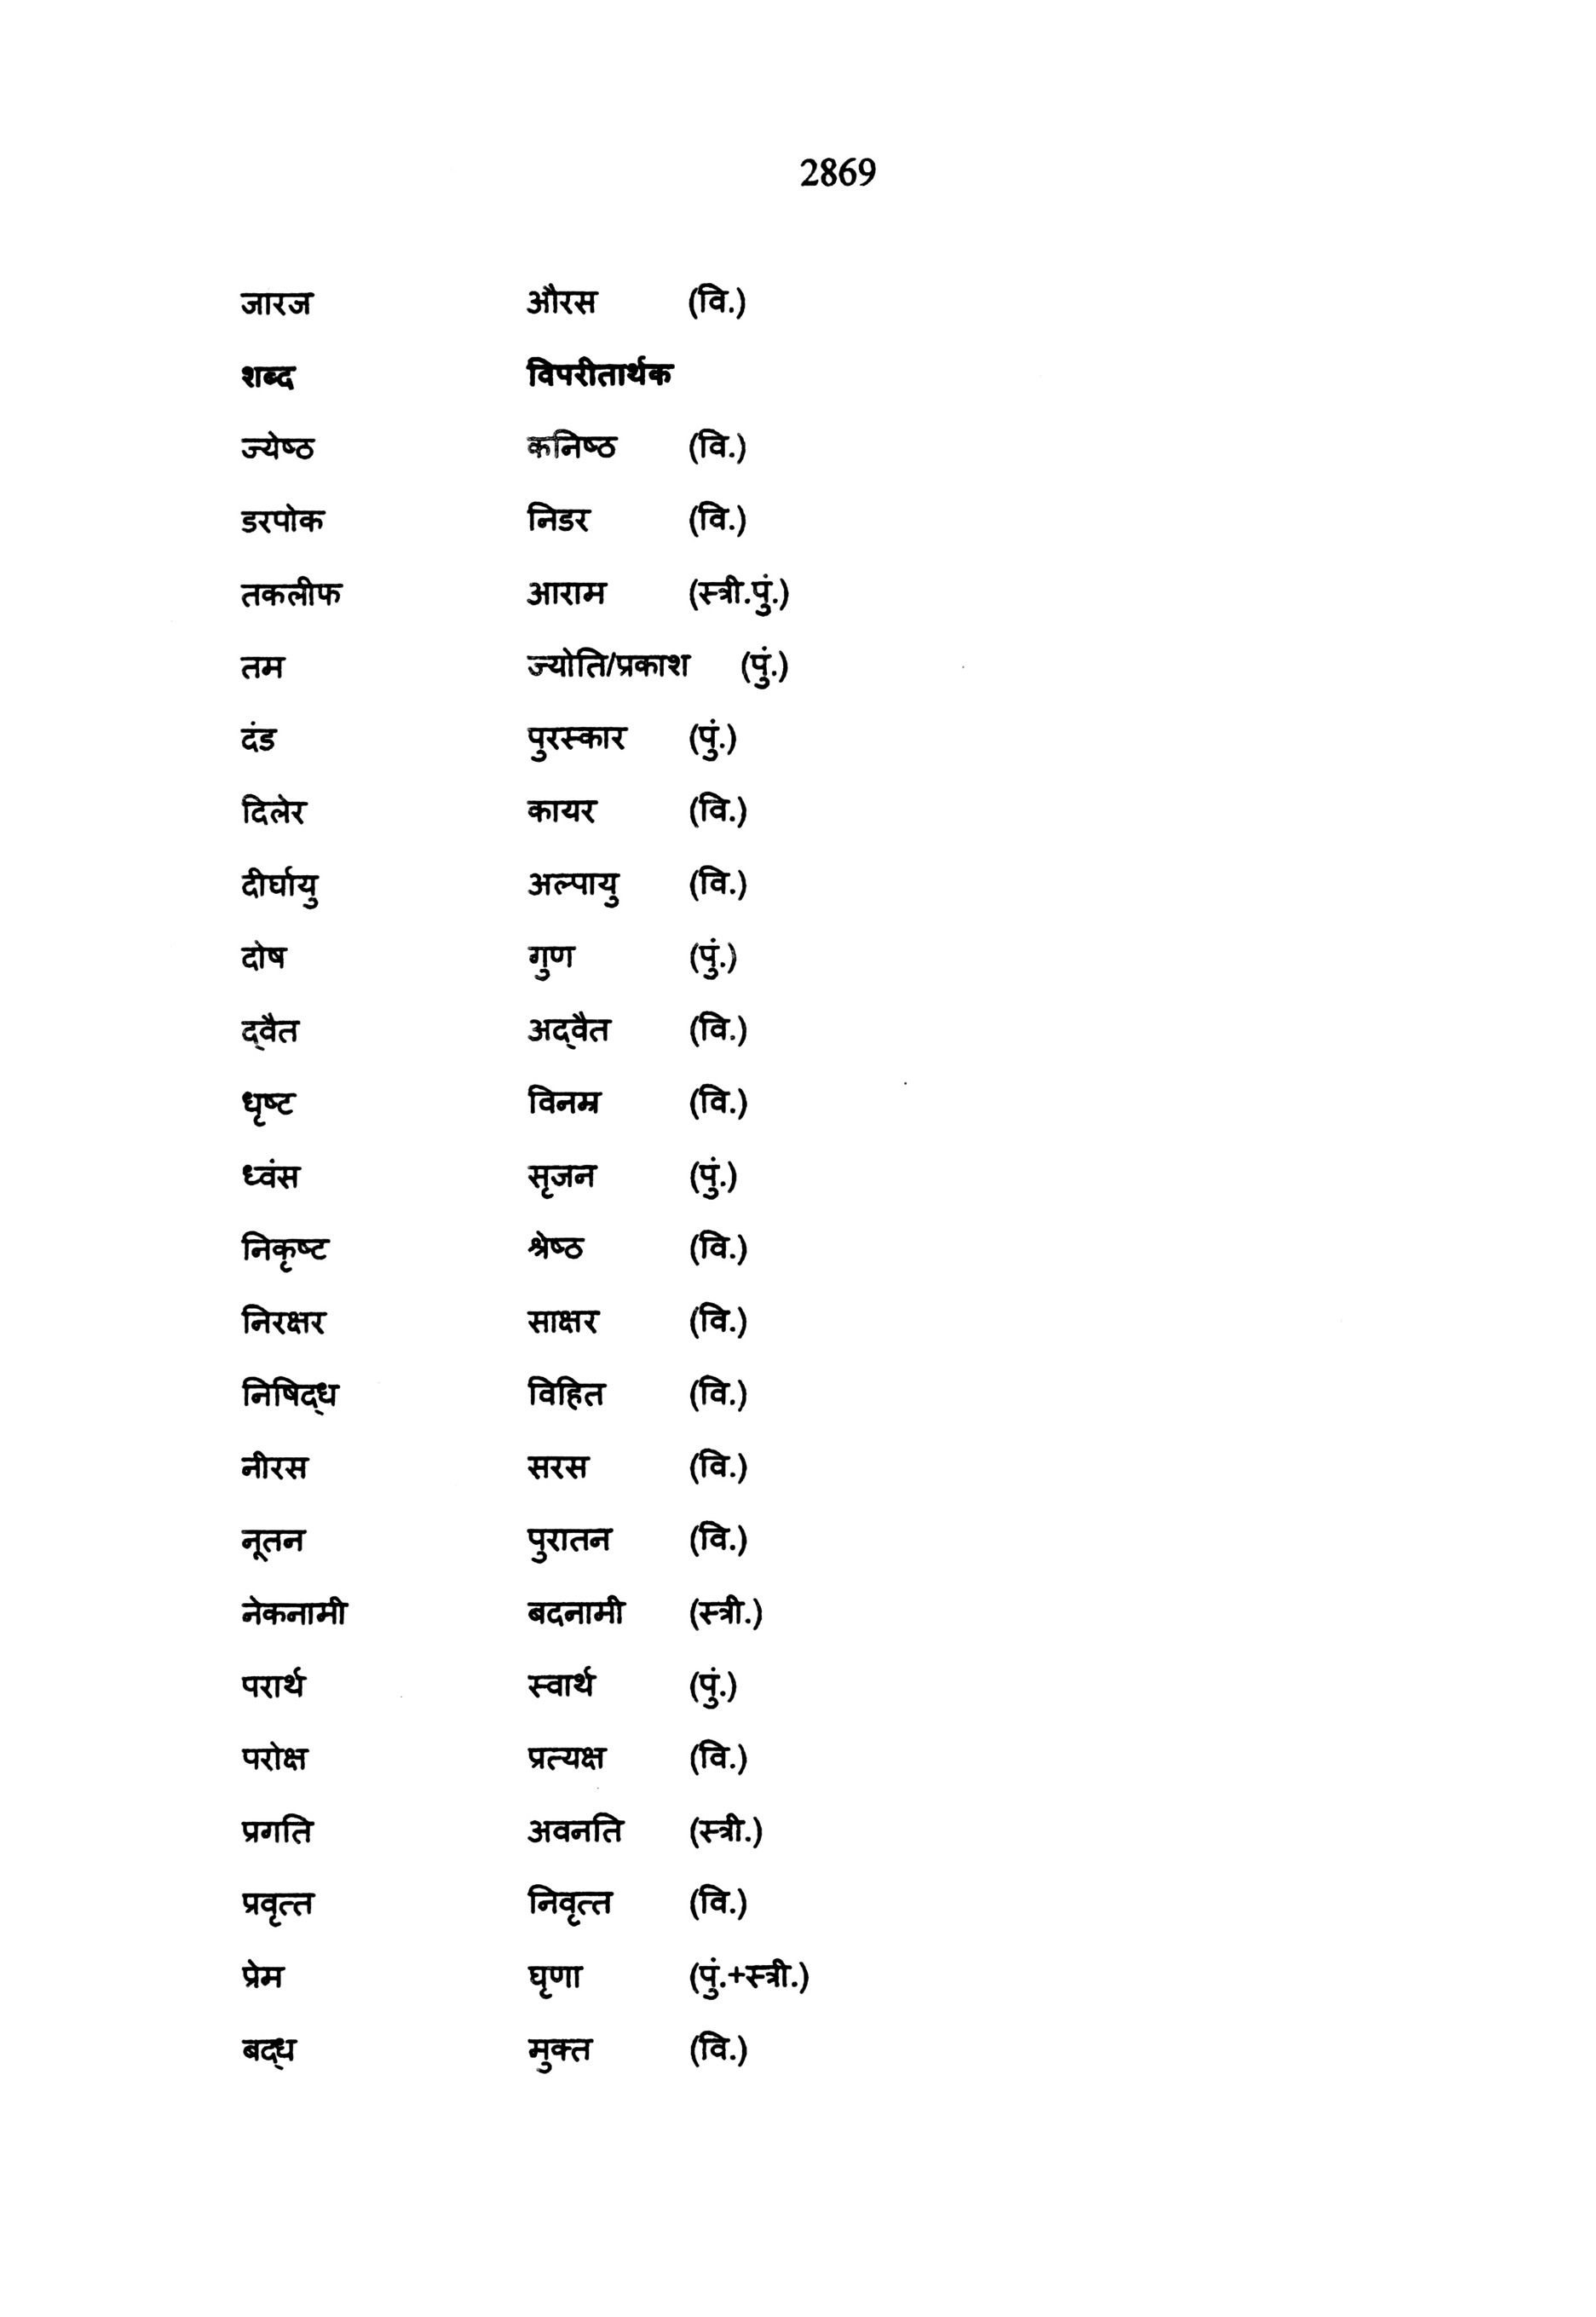 2869
जारज औरस (वि.)
शब्द विपरीतार्थक
ज्येष्ठ कनिष्ठ (वि.)
डरपोक निडर (वि.)
तकलीफ आराम (स्त्री.पुं.)
तम ज्योति/प्रकाश (पुं.)
दंड पुरस्कार (पुं.)
दिलेर कायर (वि.)
दीर्घायु अल्पायु (वि.)
दोष गुण (पुं.)
द्‌वैत अद्‌वैत (वि.)
धृष्ट विनम्र (वि.)
ध्वंस सृजन (पुं.)
निकृष्ट श्रेष्ठ (वि.)
निरक्षर साक्षर (वि.)
निषिद्‌ध विहित (वि.)
नीरस सरस (वि.)
नूतन पुरातन (वि.)
नेकनामी बदनामी (स्त्री.)
परार्थ स्वार्थ (पुं.)
परोक्ष प्रत्यक्ष (वि.)
प्रगति अवनति (स्त्री.)
प्रवृत्त निवृत्त (वि.)
प्रेम घृणा (पुं.+स्त्री.)
बद्‌ध मुक्त (वि.)